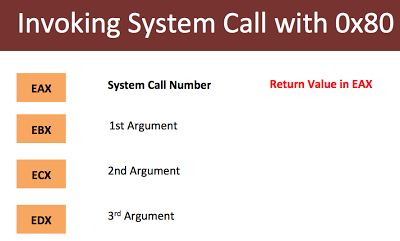 Invoking System Call with 0x80
EAX System Call Number Return Value in EAX
EBX 1st Argument
ECX 2nd Argument
EDX 3rd Argument